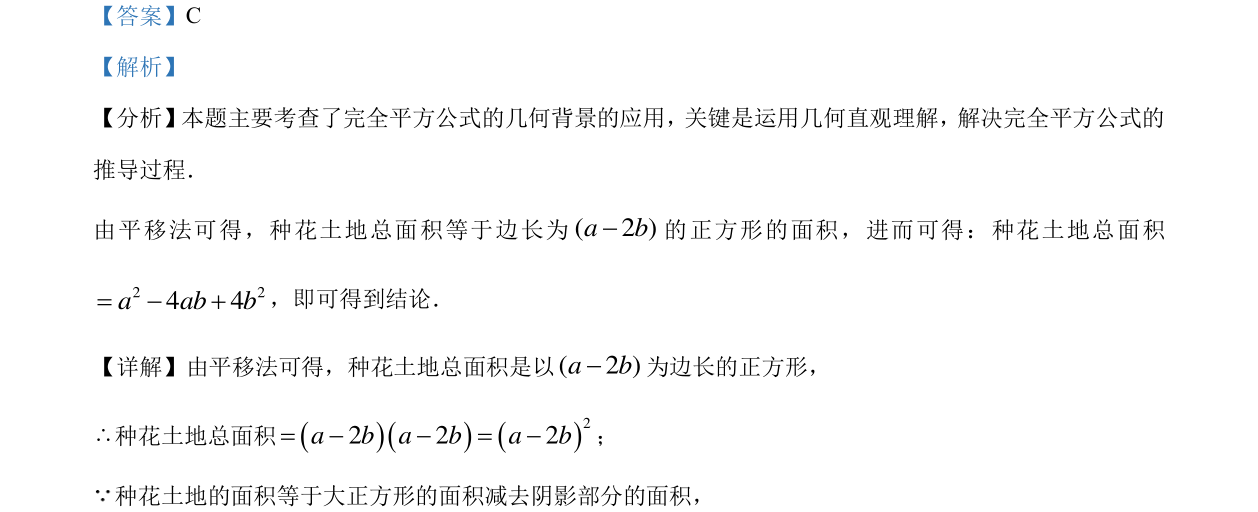 【答案】C
【解析】
【分析】本题主要考查了完全平方公式的几何背景的应用，关键是运用几何直观理解，解决完全平方公式的
推导过程．
由平移法可得，种花土地总面积等于边长为(a−2b)的正方形的面积，进而可得：种花土地总面积
=a²−4ab+4b²，即可得到结论．
【详解】由平移法可得，种花土地总面积是以(a−2b)为边长的正方形，
∴种花土地总面积=(a−2b)(a−2b)=(a−2b)²；
∵种花土地的面积等于大正方形的面积减去阴影部分的面积，